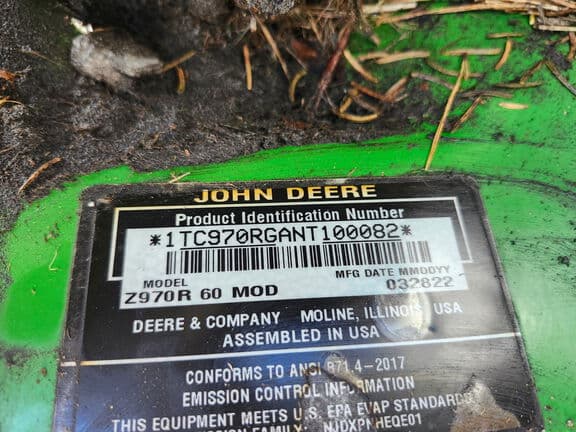 JOHN DEERE
Product Identification Number
*1TC970RGANT100082*
MODEL MFG DATE MMDDYY
Z970R 60 MOD 032822
DEERE & COMPANY MOLINE, ILLINOIS USA
ASSEMBLED IN USA
CONFORMS TO ANSI B71.4-2017
EMISSION CONTROL INFORMATION
THIS EQUIPMENT MEETS U.S. EPA EVAP STANDARDS
FAMILY: